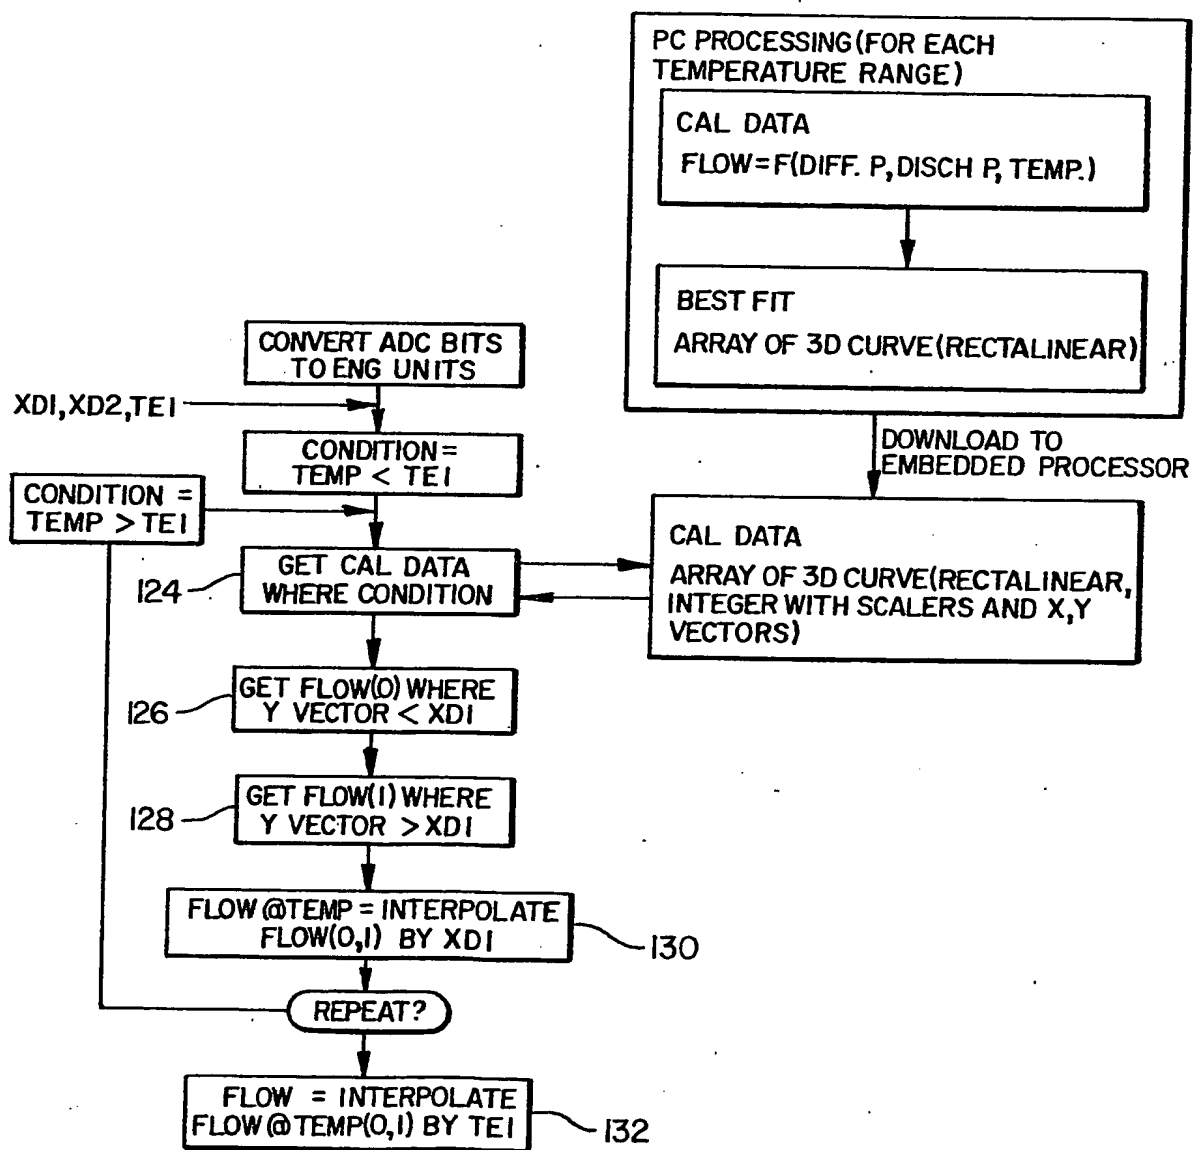 PC PROCESSING(FOR EACH
TEMPERATURE RANGE)
CAL DATA
FLOW=F(DIFF. P,DISCH P,TEMP.)
BEST FIT
ARRAY OF 3D CURVE(RECTALINEAR)
DOWNLOAD TO
EMBEDDED PROCESSOR
CAL DATA
ARRAY OF 3D CURVE(RECTALINEAR,
INTEGER WITH SCALERS AND X,Y
VECTORS)
CONVERT ADC BITS
TO ENG UNITS
XD1,XD2,TE1
CONDITION=
TEMP < TE1
CONDITION =
TEMP > TE1
124
GET CAL DATA
WHERE CONDITION
126
GET FLOW(0) WHERE
Y VECTOR < XD1
128
GET FLOW(1) WHERE
Y VECTOR >XD1
FLOW@TEMP = INTERPOLATE
FLOW(0,1) BY XD1
130
REPEAT?
FLOW = INTERPOLATE
FLOW@TEMP(0,1) BY TE1
132